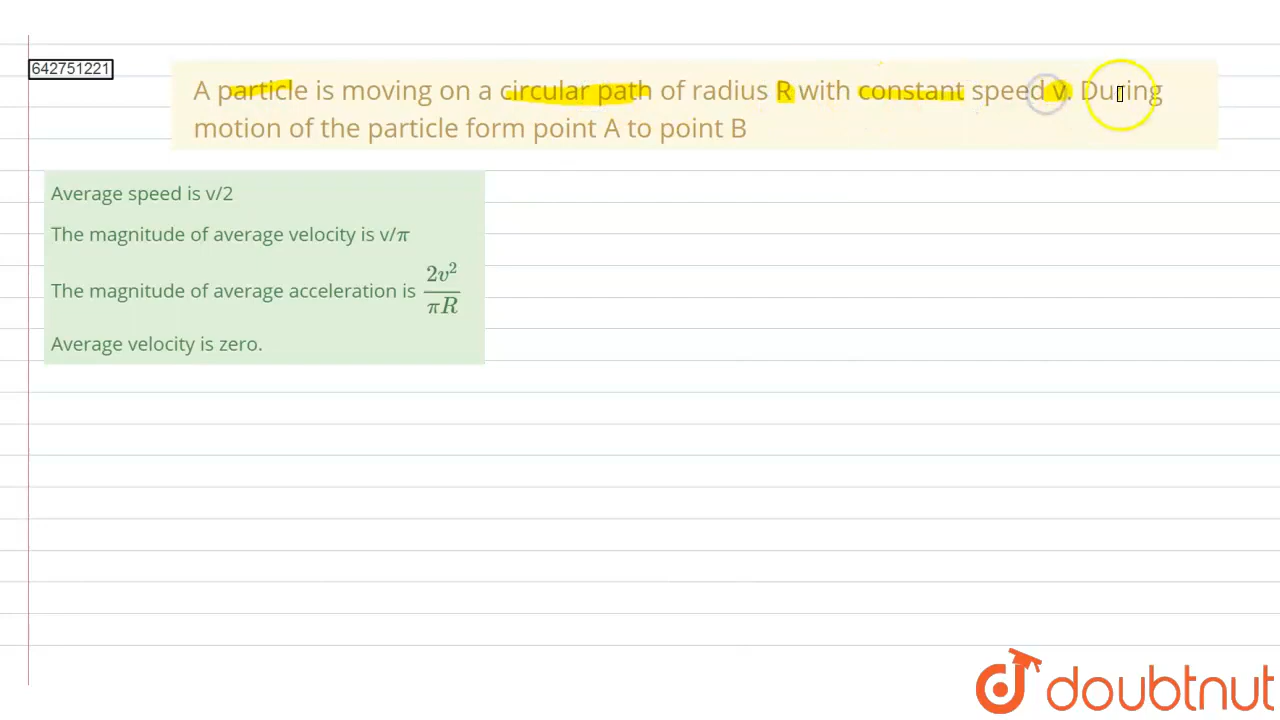 642751221
A particle is moving on a circular path of radius R with constant speed v. During
motion of the particle form point A to point B
Average speed is v/2
The magnitude of average velocity is v/π
The magnitude of average acceleration is 2v²/πR
Average velocity is zero.
doubtnut